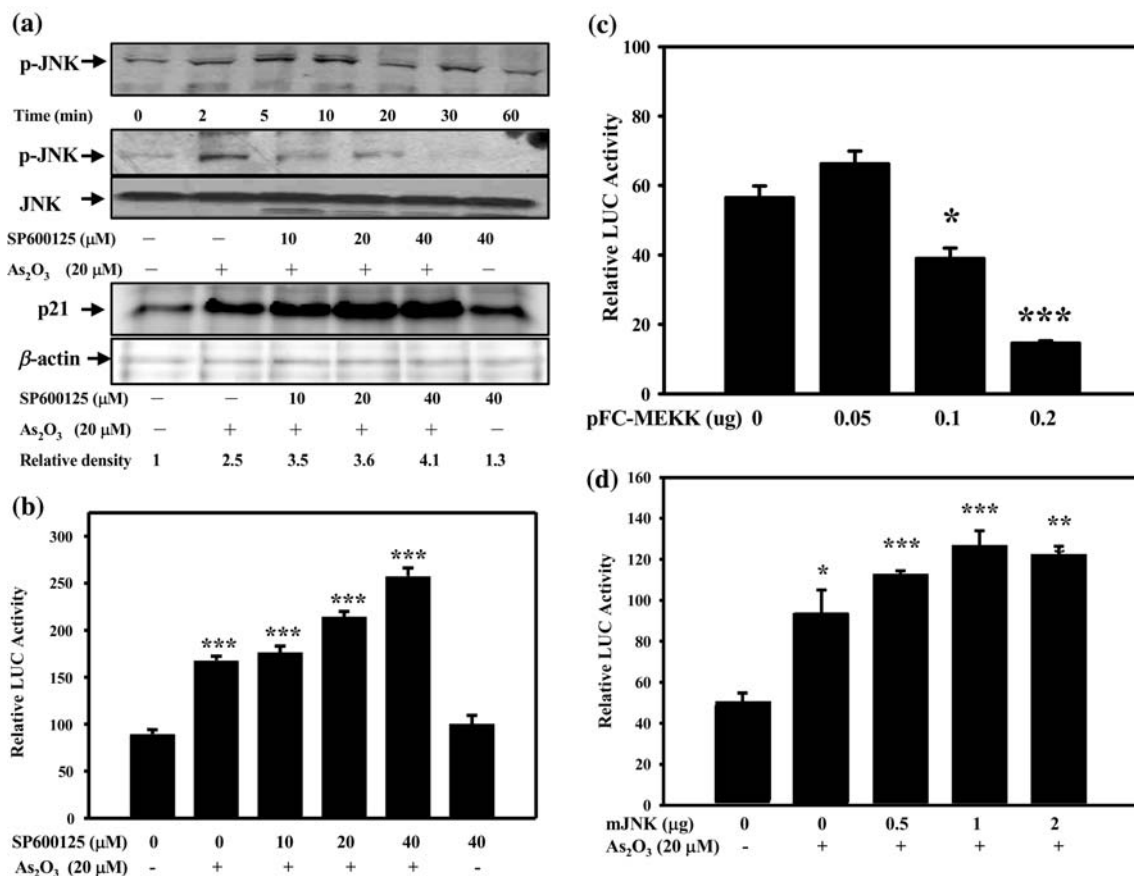 (a)
p-JNK
Time (min) 0 2 5 10 20 30 60
p-JNK
JNK
SP600125 (μM) – – 10 20 40 40
As₂O₃ (20 μM) – + + + + –
p21
β-actin
SP600125 (μM) – – 10 20 40 40
As₂O₃ (20 μM) – + + + + –
Relative density 1 2.5 3.5 3.6 4.1 1.3
(b)
Relative LUC Activity
300
250
200
150
100
50
0
***
***
***
***
SP600125 (μM) 0 0 10 20 40 40
As₂O₃ (20 μM) - + + + + -
(c)
Relative LUC Activity
100
80
60
40
20
0
*
***
pFC-MEKK (ug) 0 0.05 0.1 0.2
(d)
Relative LUC Activity
160
140
120
100
80
60
40
20
0
*
***
***
**
mJNK (μg) 0 0 0.5 1 2
As₂O₃ (20 μM) - + + + +